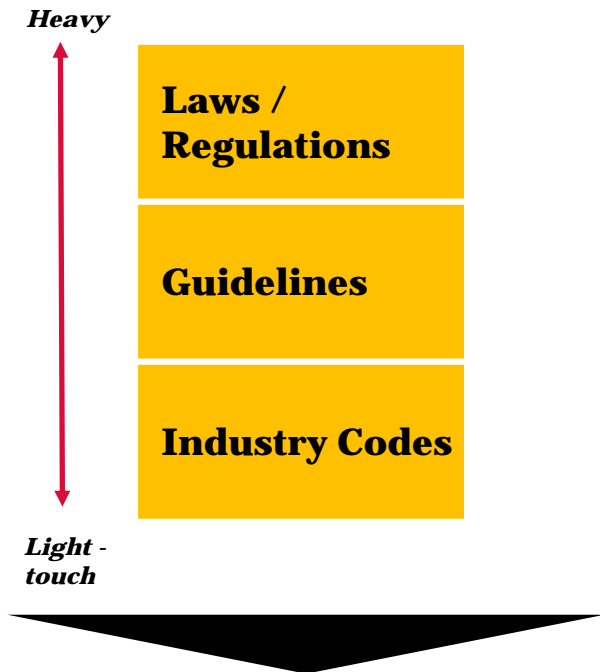 Heavy
Laws /
Regulations
Guidelines
Industry Codes
Light -
touch